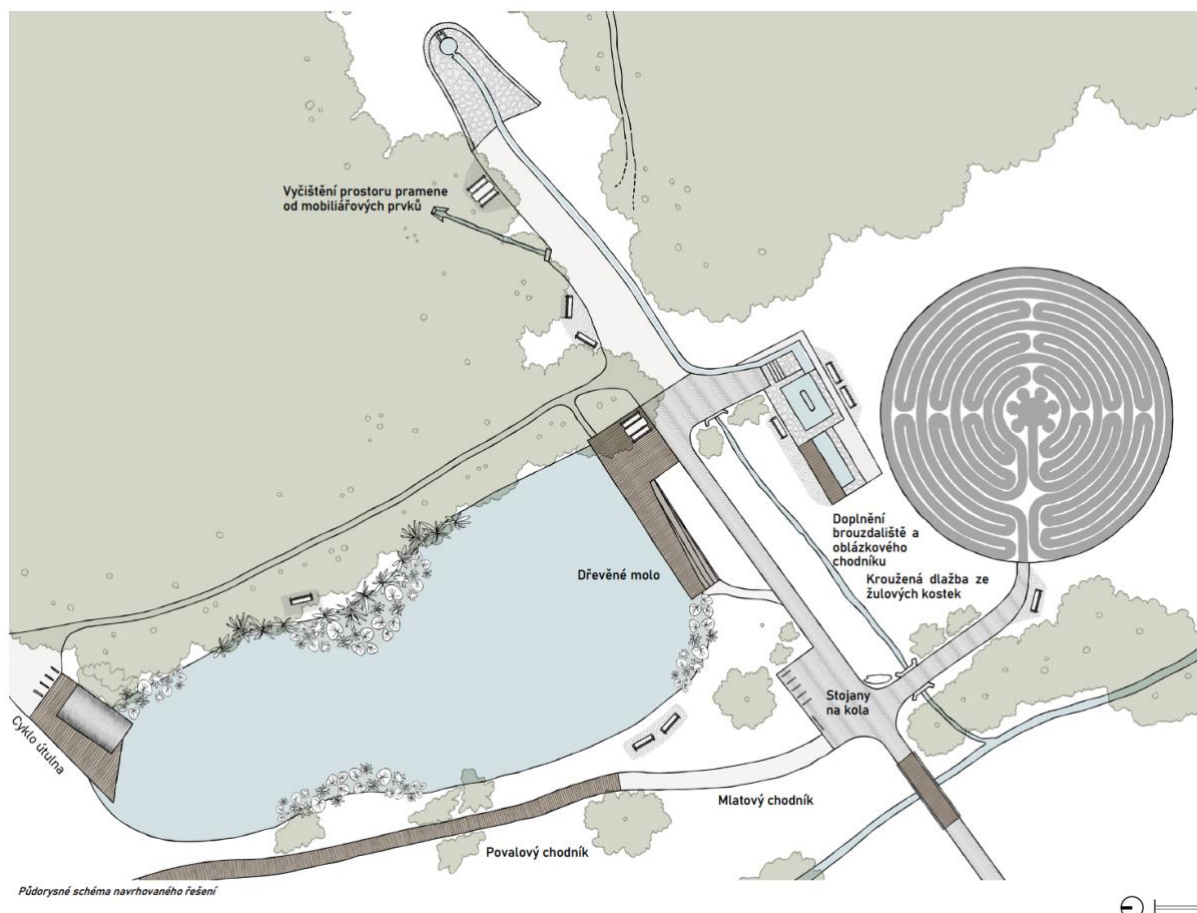 Vyčištění prostoru pramene
od mobiliářových prvků
Doplnění
brouzdaliště a
oblázkového
chodníku
Kroužená dlažba ze
žulových kostek
Dřevěné molo
Stojany
na kola
Cyklo útulna
Mlatový chodník
Povalový chodník
Půdorysné schéma navrhovaného řešení